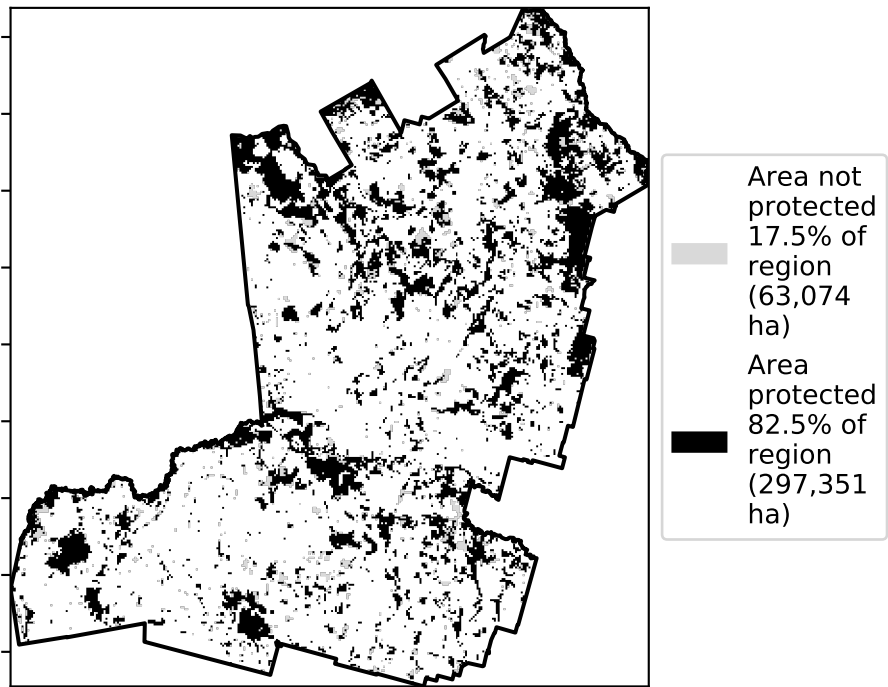 Area not
protected
17.5% of
region
(63,074
ha)
Area
protected
82.5% of
region
(297,351
ha)